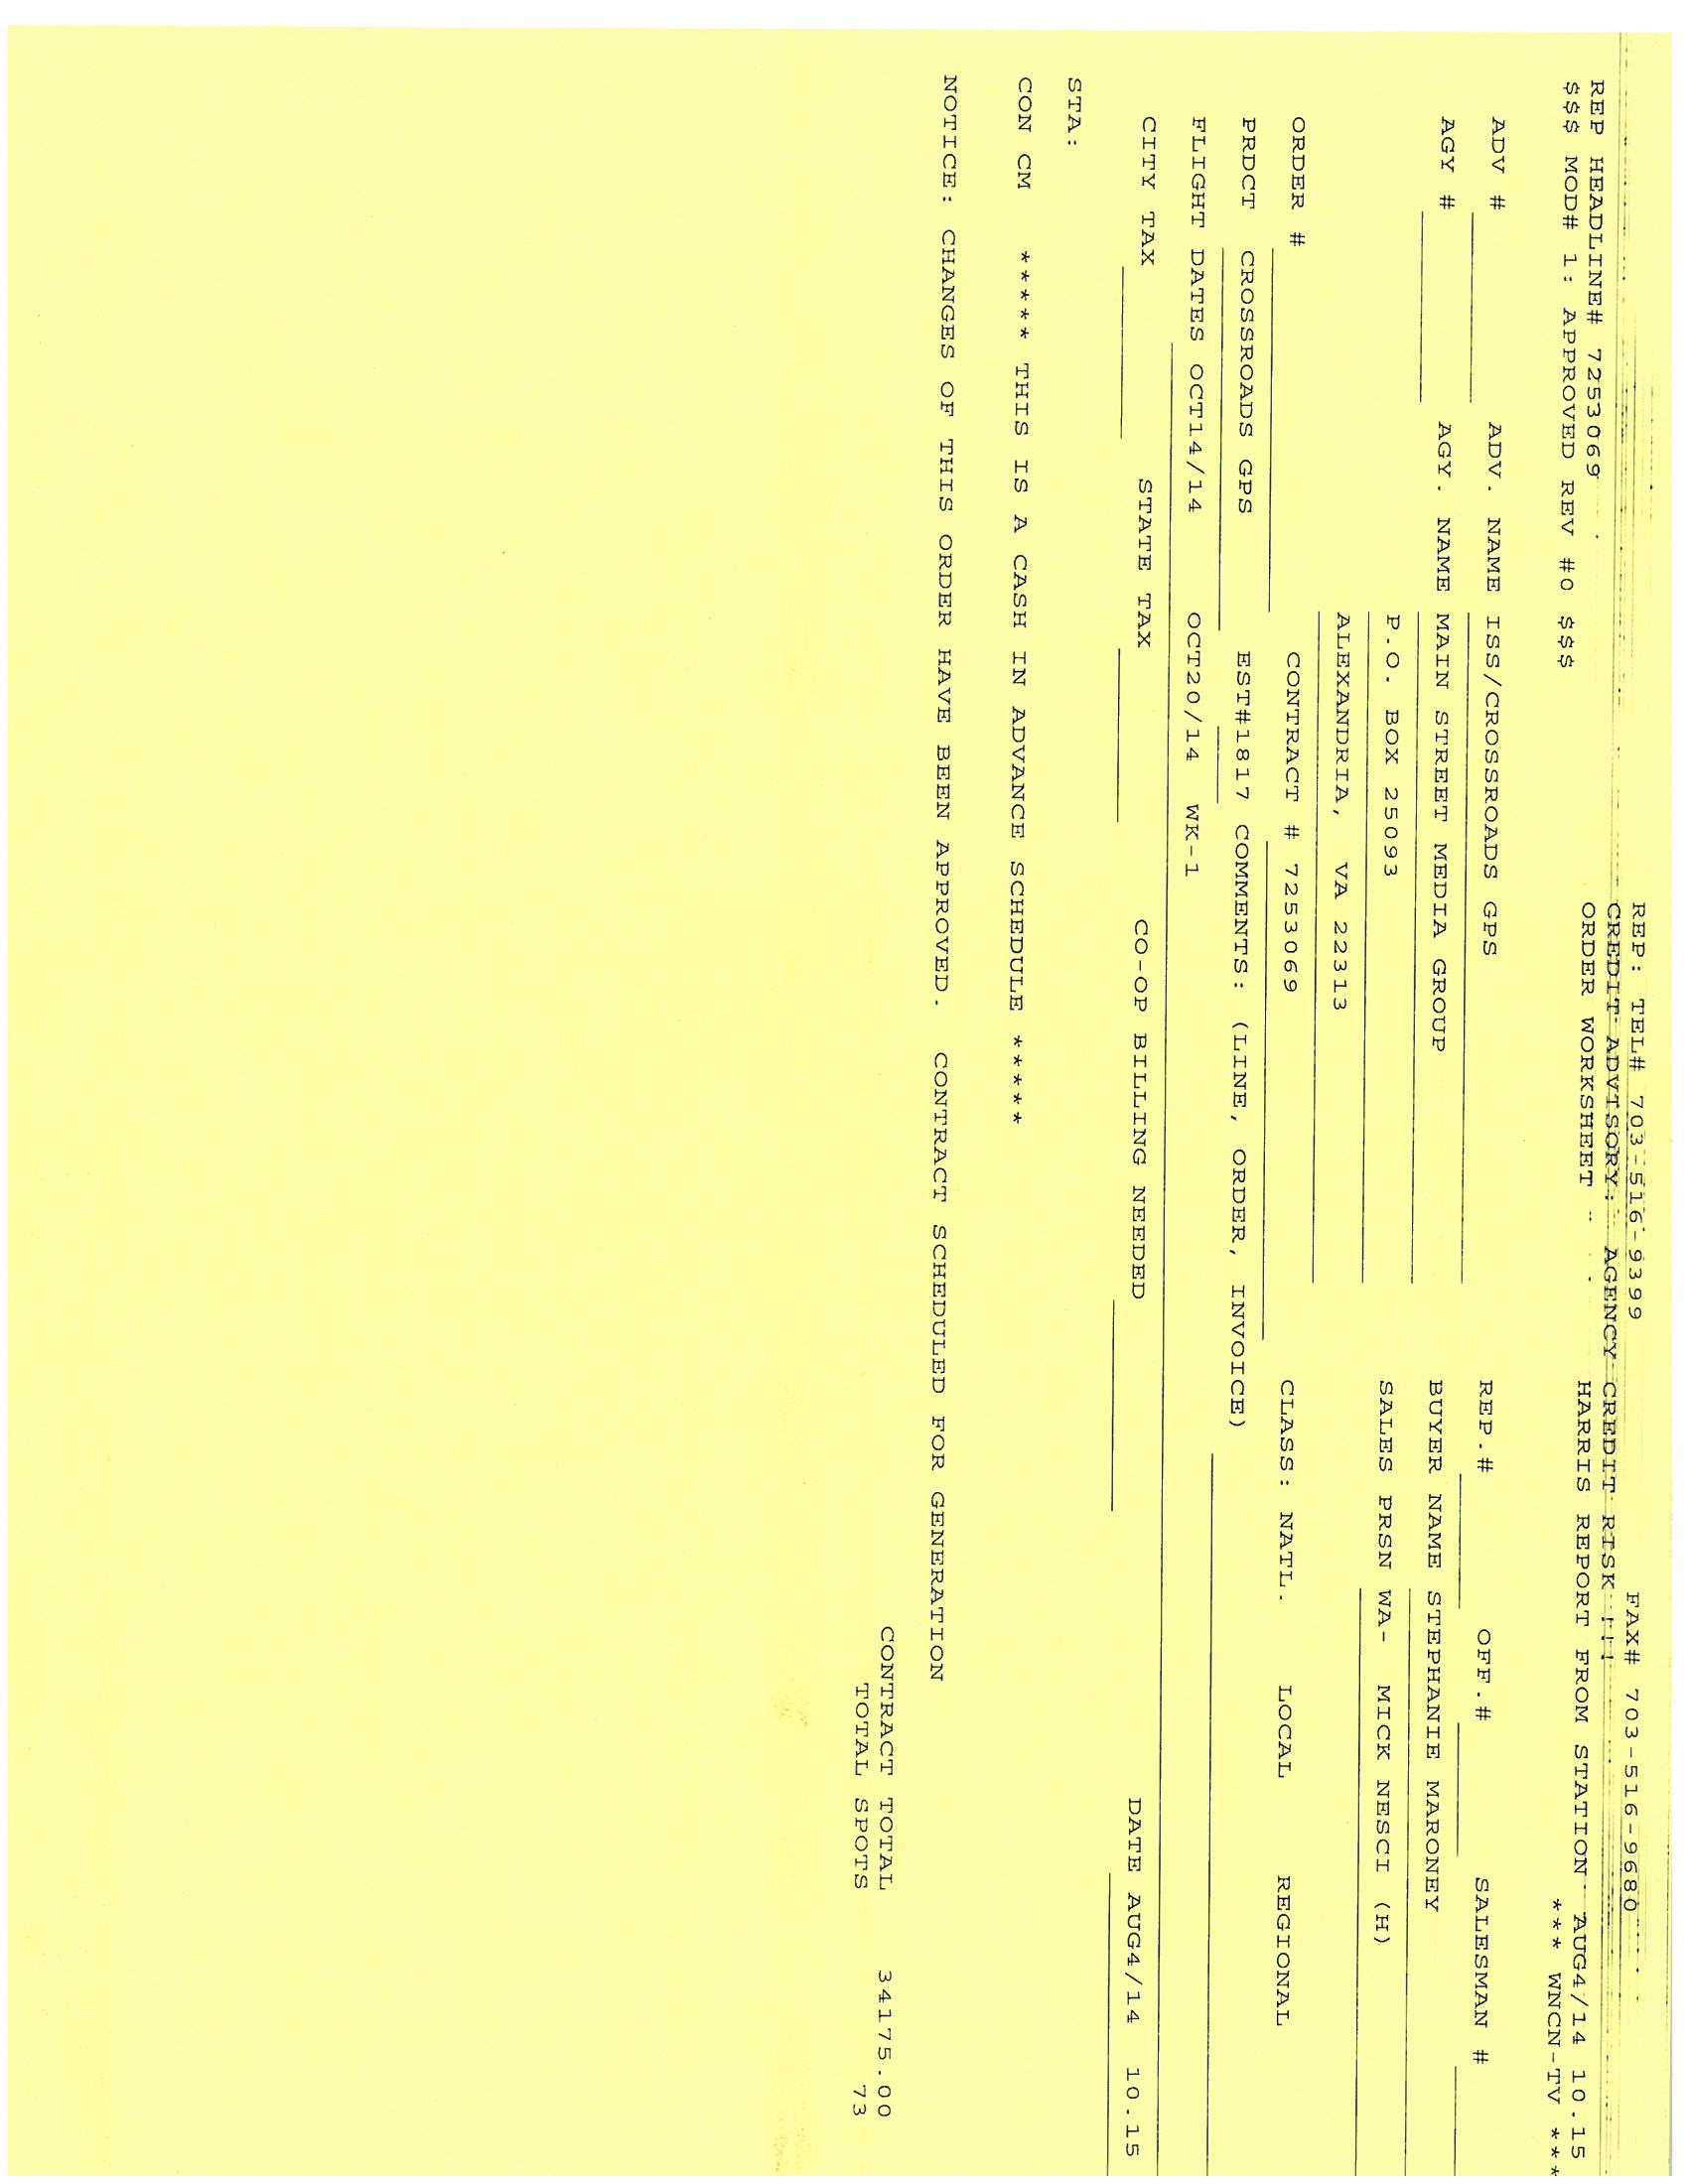 REP: TEL# 703-516-9399 FAX# 703-516-9680
CREDIT ADVISORY: AGENCY CREDIT RISK !!!
REP HEADLINE# 7253069 ORDER WORKSHEET HARRIS REPORT FROM STATION AUG4/14 10.15
$$$ MOD# 1: APPROVED REV #0 $$$ *** WNCN-TV ***
ADV # ADV. NAME ISS/CROSSROADS GPS REP.# OFF.# SALESMAN #
AGY # AGY. NAME MAIN STREET MEDIA GROUP BUYER NAME STEPHANIE MARONEY
P.O. BOX 25093 SALES PRSN WA- MICK NESCI (H)
ALEXANDRIA, VA 22313
ORDER # CONTRACT # 7253069 CLASS: NATL. LOCAL REGIONAL
PRDCT CROSSROADS GPS EST#1817 COMMENTS: (LINE, ORDER, INVOICE)
FLIGHT DATES OCT14/14 OCT20/14 WK-1
CITY TAX STATE TAX CO-OP BILLING NEEDED DATE AUG4/14 10.15
STA:
CON CM ***** THIS IS A CASH IN ADVANCE SCHEDULE *****
NOTICE: CHANGES OF THIS ORDER HAVE BEEN APPROVED. CONTRACT SCHEDULED FOR GENERATION
CONTRACT TOTAL 34175.00
TOTAL SPOTS 73